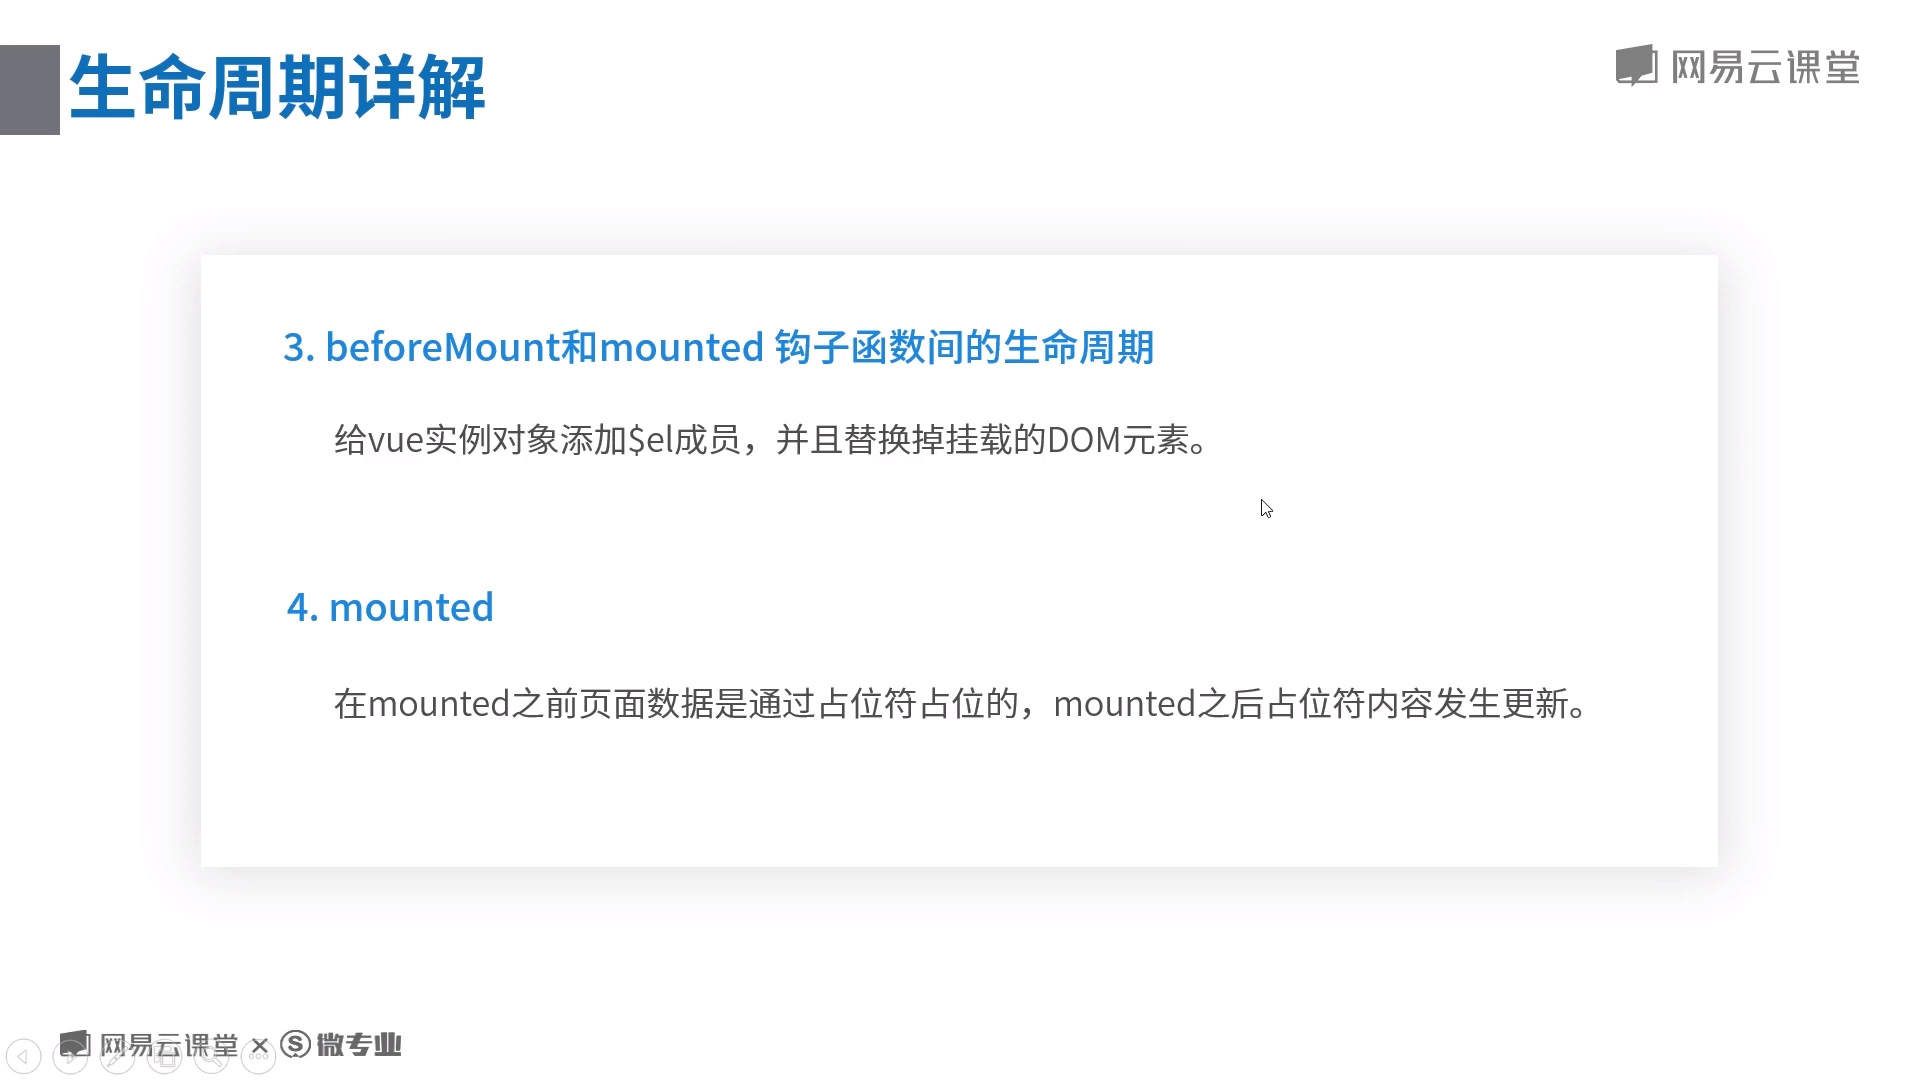 生命周期详解
网易云课堂
3. beforeMount和mounted 钩子函数间的生命周期
给vue实例对象添加$el成员，并且替换掉挂载的DOM元素。
4. mounted
在mounted之前页面数据是通过占位符占位的，mounted之后占位符内容发生更新。
网易云课堂 × S 微专业